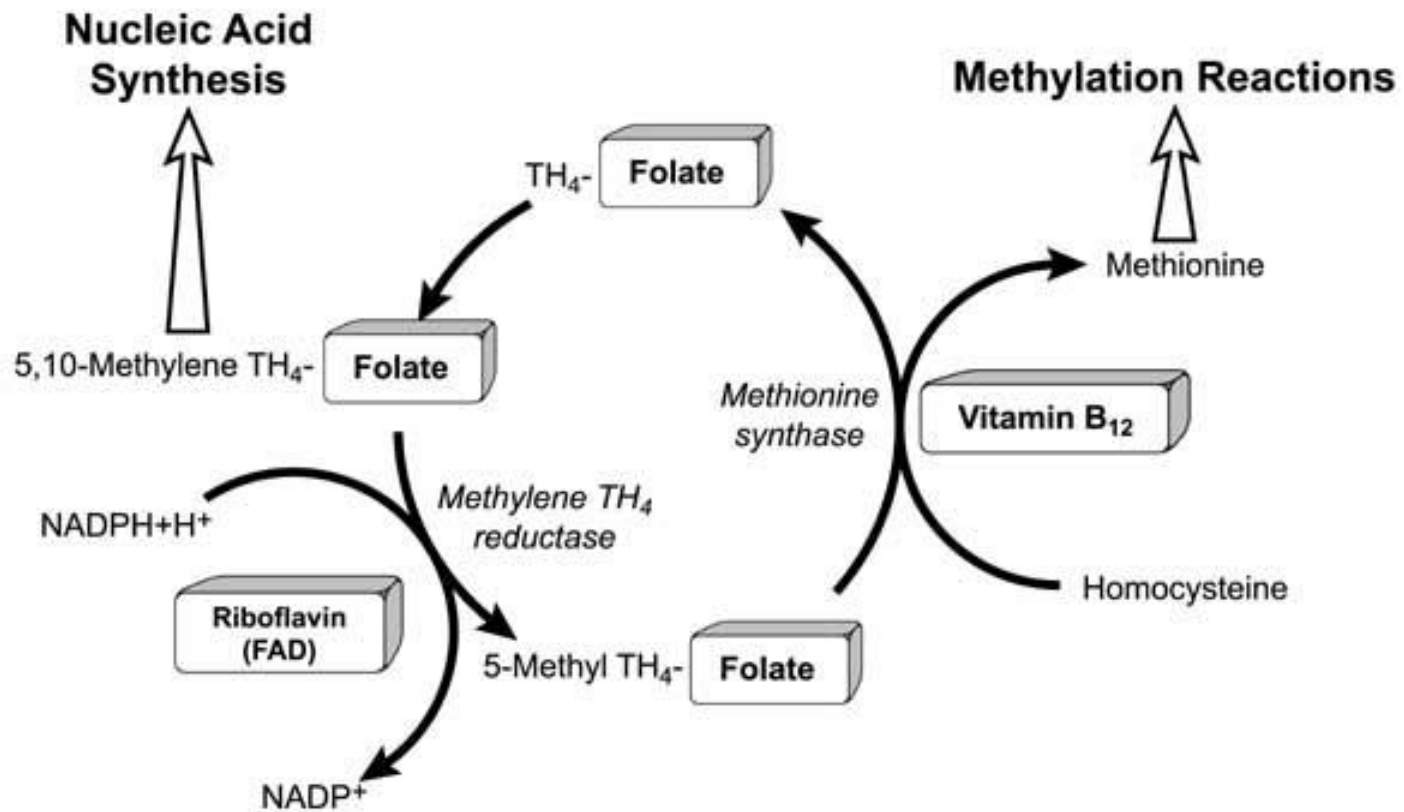 Nucleic Acid
Synthesis
Methylation Reactions
TH₄-
Folate
Methionine
5,10-Methylene TH₄-
Folate
Methionine
synthase
Vitamin B₁₂
NADPH+H⁺
Methylene TH₄
reductase
Riboflavin
(FAD)
Homocysteine
5-Methyl TH₄-
Folate
NADP⁺